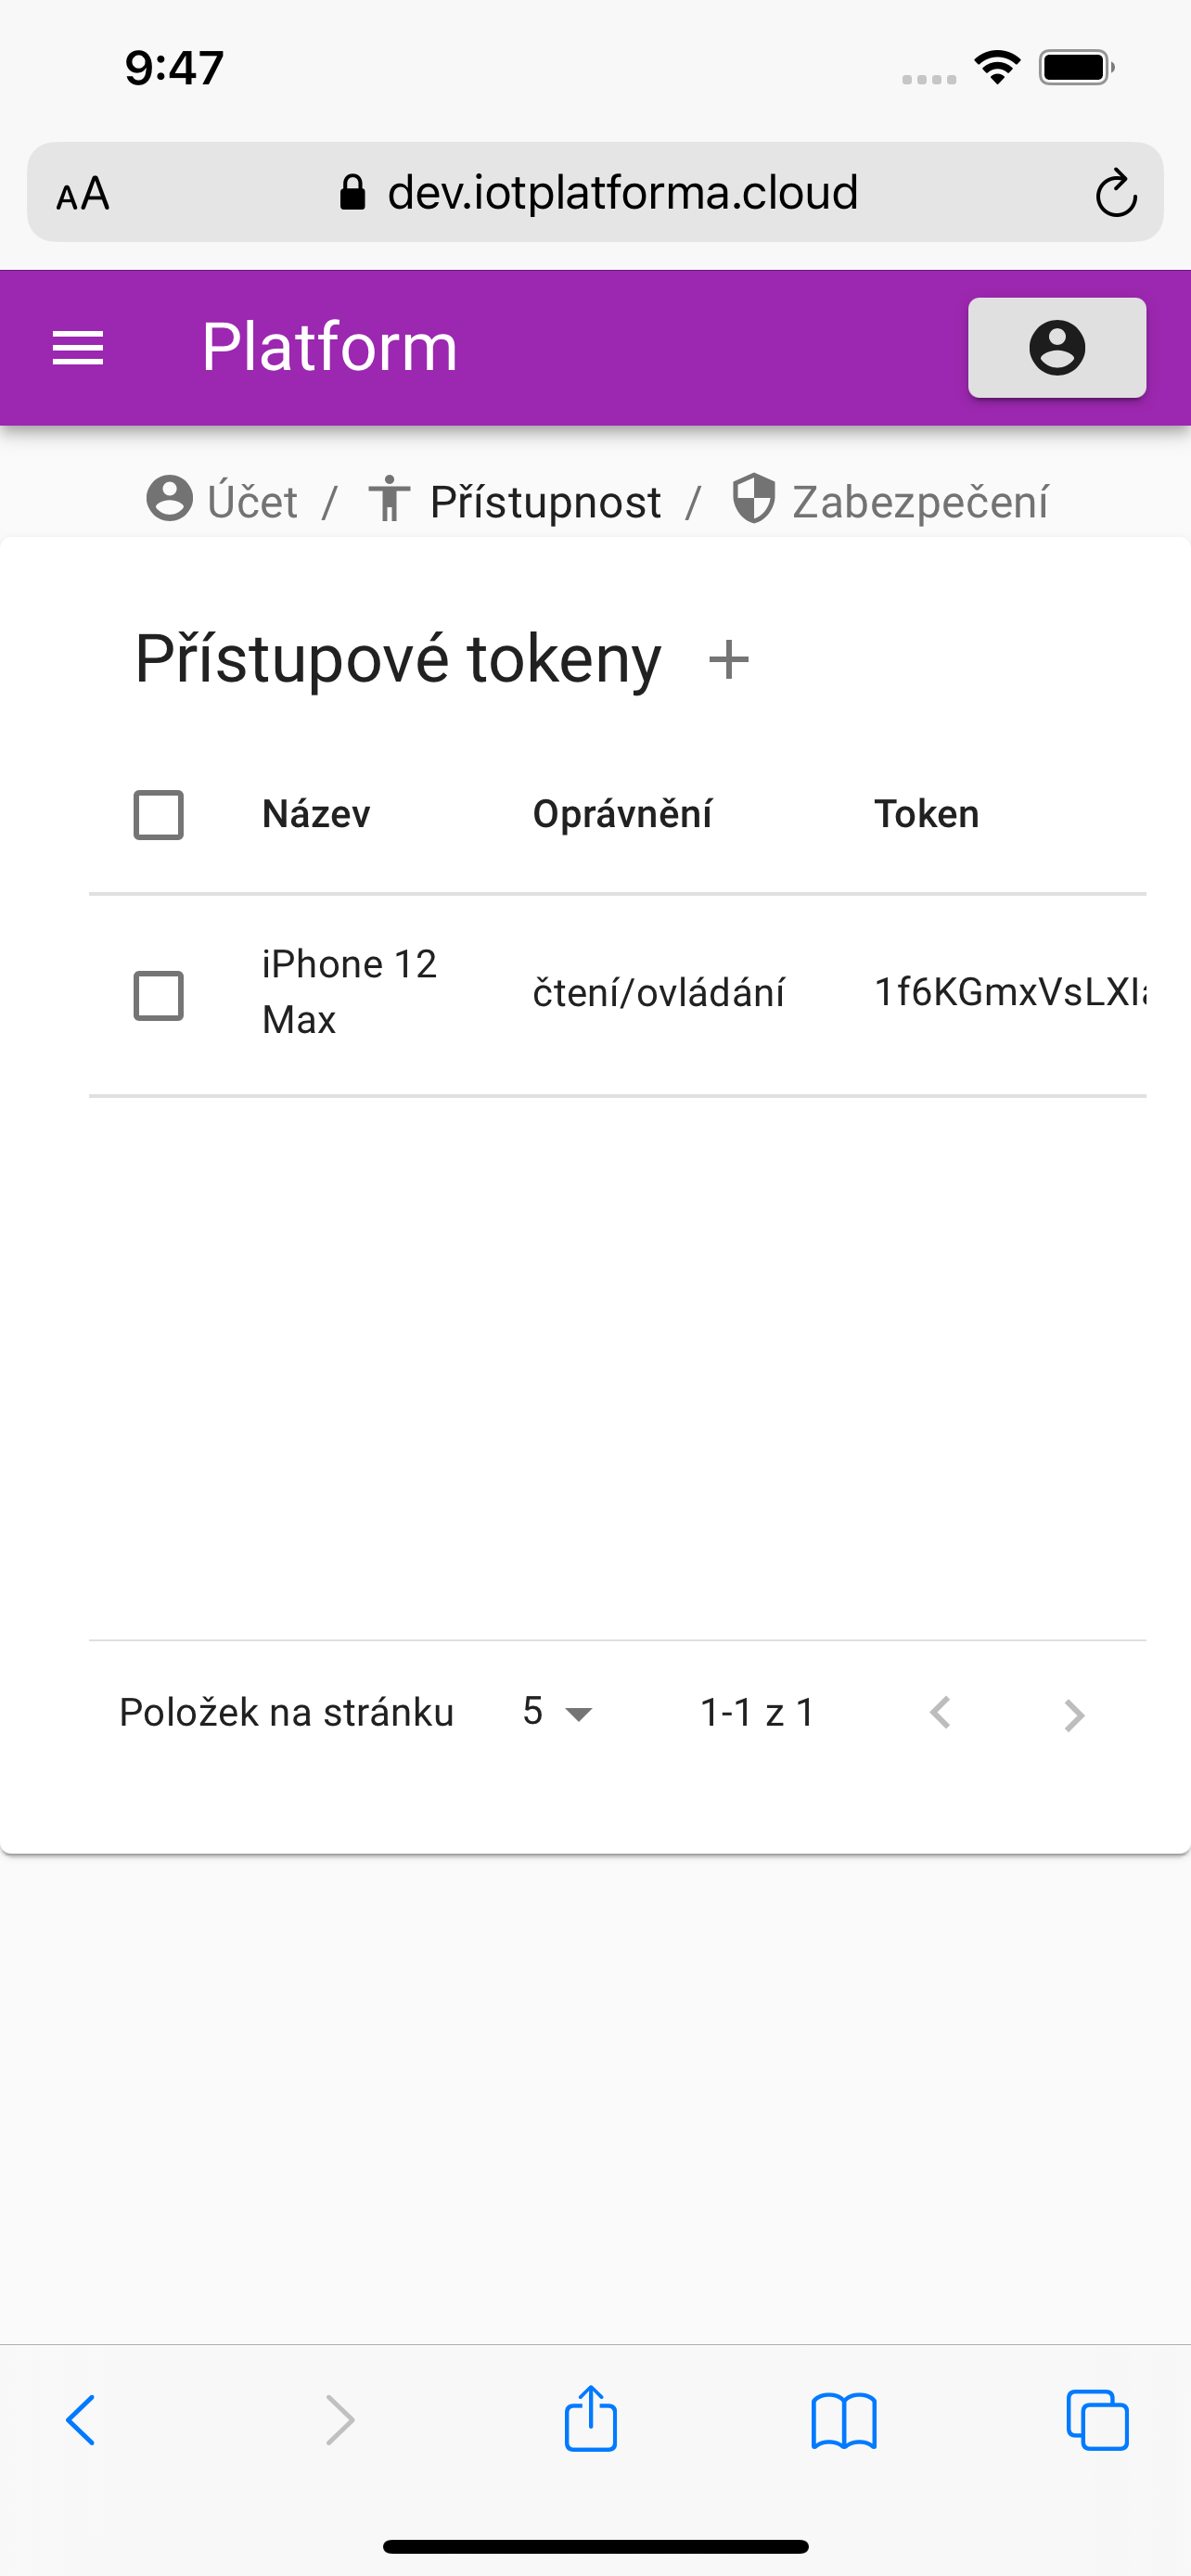 9:47
AA
dev.iotplatforma.cloud
Platform
Účet / Přístupnost / Zabezpečení
Přístupové tokeny +
Název Oprávnění Token
iPhone 12
Max
čtení/ovládání
1f6KGmxVsLXI
Položek na stránku 5 1-1 z 1